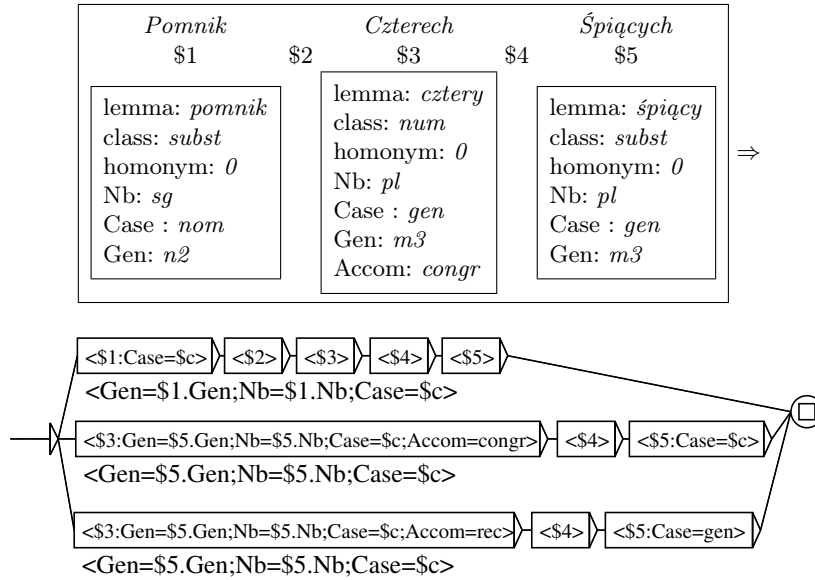 Pomnik Czterech Śpiących
$1 $2 $3 $4 $5
lemma: pomnik
class: subst
homonym: 0
Nb: sg
Case : nom
Gen: n2
lemma: cztery
class: num
homonym: 0
Nb: pl
Case : gen
Gen: m3
Accom: congr
lemma: śpiący
class: subst
homonym: 0
Nb: pl
Case : gen
Gen: m3
⇒
<$1:Case=$c> <$2> <$3> <$4> <$5>
<Gen=$1.Gen;Nb=$1.Nb;Case=$c>
<$3:Gen=$5.Gen;Nb=$5.Nb;Case=$c;Accom=congr> <$4> <$5:Case=$c>
<Gen=$5.Gen;Nb=$5.Nb;Case=$c>
<$3:Gen=$5.Gen;Nb=$5.Nb;Case=$c;Accom=rec> <$4> <$5:Case=gen>
<Gen=$5.Gen;Nb=$5.Nb;Case=$c>